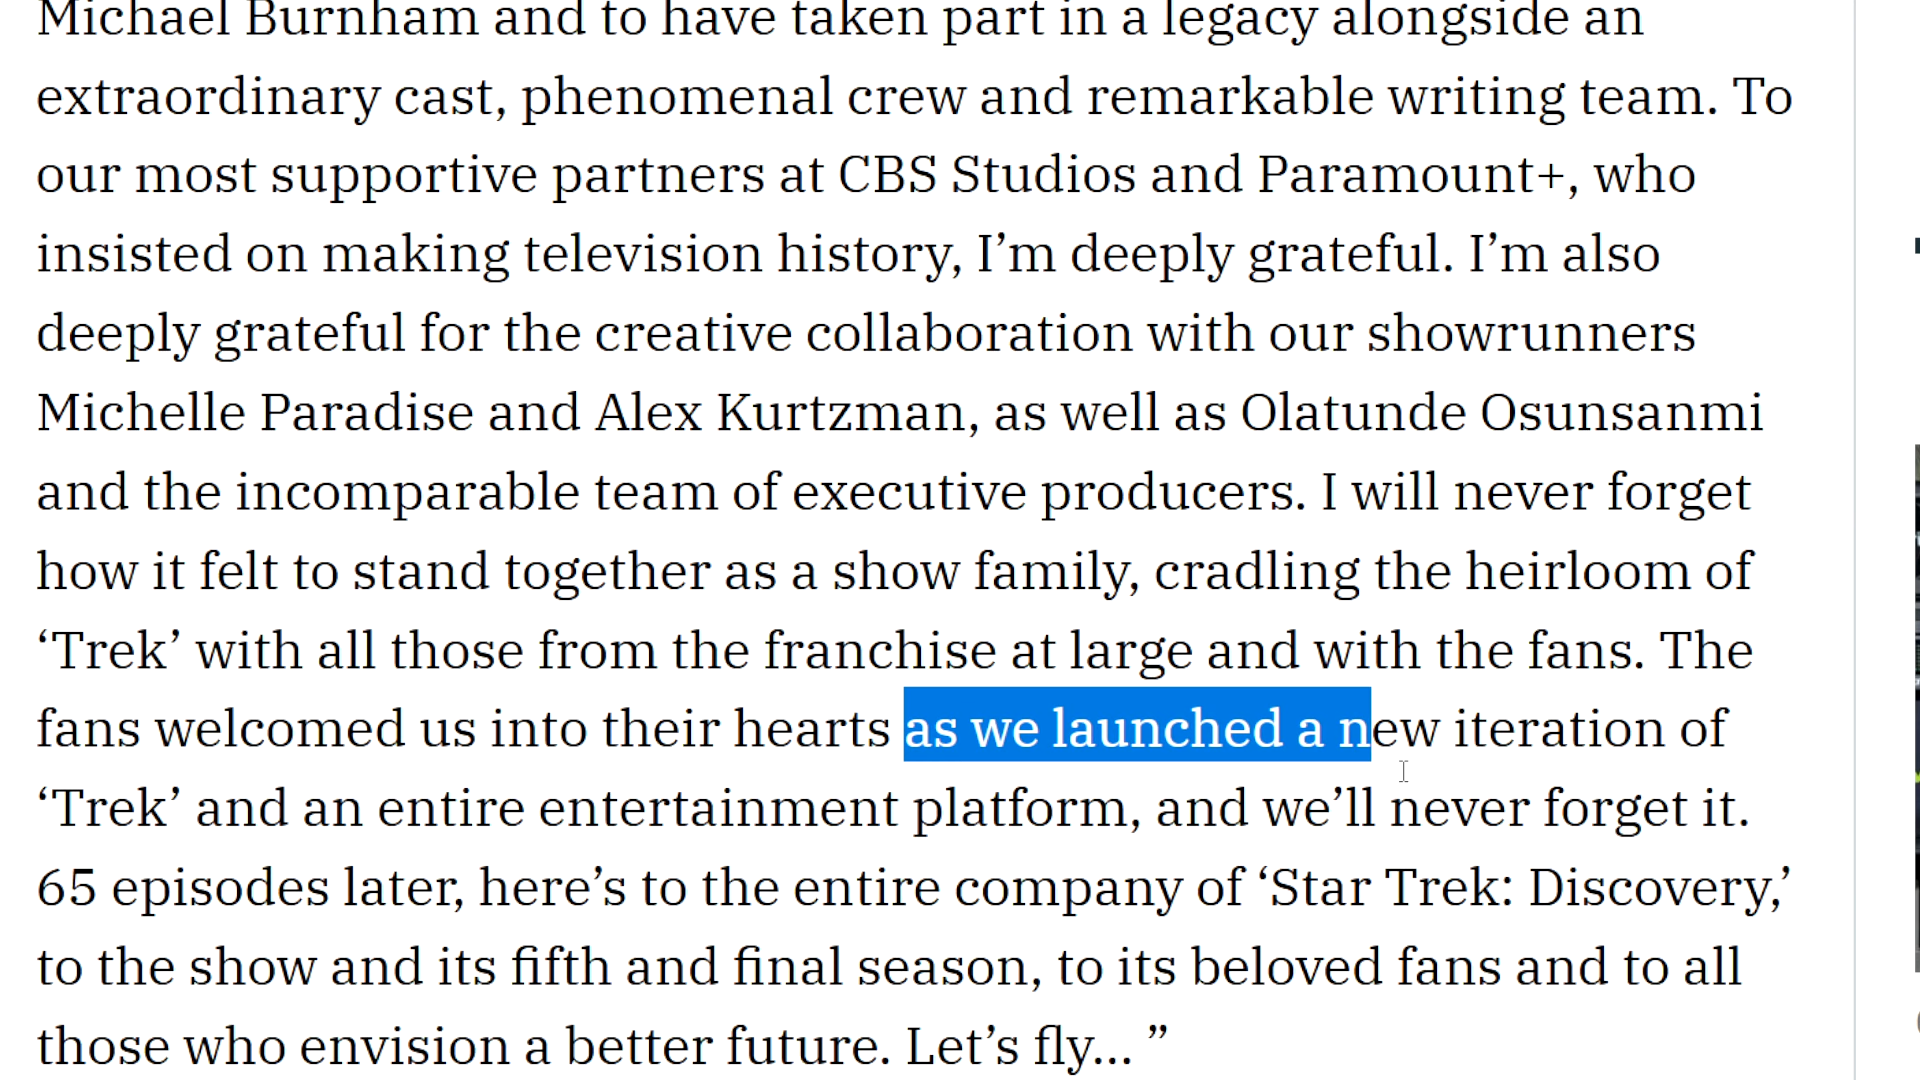 Michael Burnham and to have taken part in a legacy alongside an
extraordinary cast, phenomenal crew and remarkable writing team. To
our most supportive partners at CBS Studios and Paramount+, who
insisted on making television history, I’m deeply grateful. I’m also
deeply grateful for the creative collaboration with our showrunners
Michelle Paradise and Alex Kurtzman, as well as Olatunde Osunsanmi
and the incomparable team of executive producers. I will never forget
how it felt to stand together as a show family, cradling the heirloom of
‘Trek’ with all those from the franchise at large and with the fans. The
fans welcomed us into their hearts as we launched a new iteration of
‘Trek’ and an entire entertainment platform, and we’ll never forget it.
65 episodes later, here’s to the entire company of ‘Star Trek: Discovery,’
to the show and its fifth and final season, to its beloved fans and to all
those who envision a better future. Let’s fly… ”